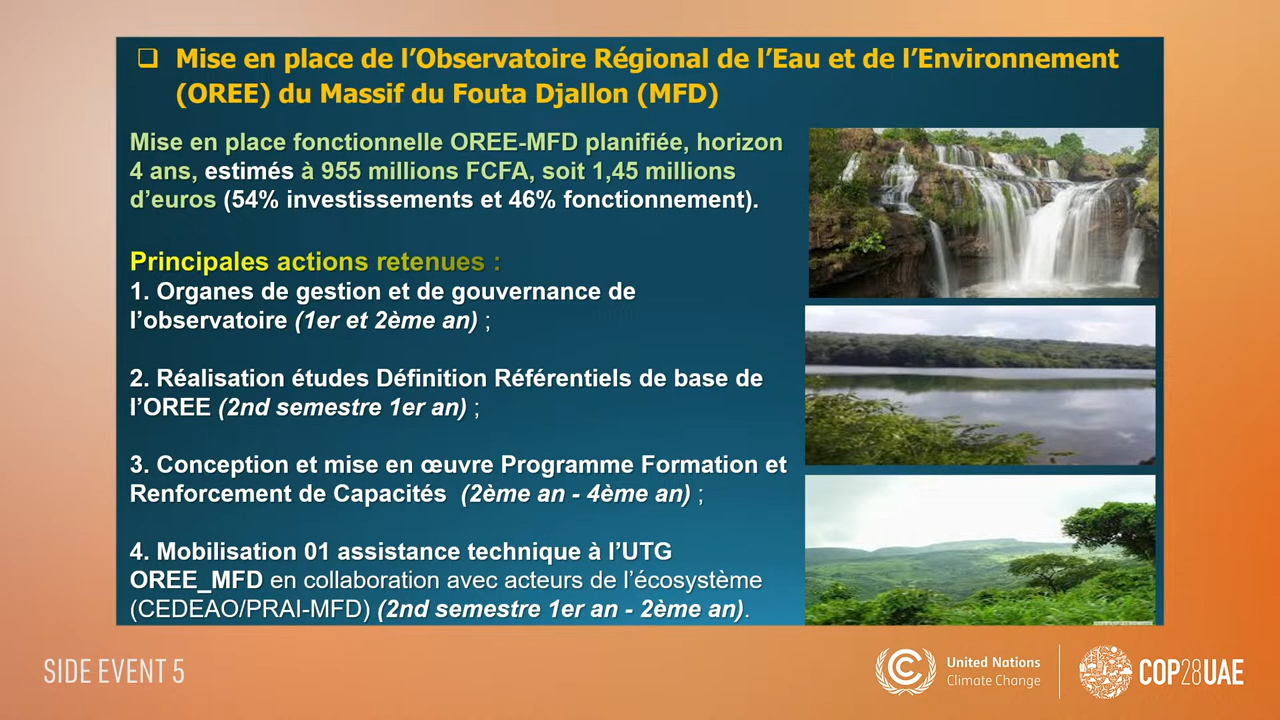 ❑ Mise en place de l’Observatoire Régional de l’Eau et de l’Environnement
(OREE) du Massif du Fouta Djallon (MFD)
Mise en place fonctionnelle OREE-MFD planifiée, horizon
4 ans, estimés à 955 millions FCFA, soit 1,45 millions
d’euros (54% investissements et 46% fonctionnement).
Principales actions retenues :
1. Organes de gestion et de gouvernance de
l’observatoire (1er et 2ème an) ;
2. Réalisation études Définition Référentiels de base de
l’OREE (2nd semestre 1er an) ;
3. Conception et mise en œuvre Programme Formation et
Renforcement de Capacités (2ème an - 4ème an) ;
4. Mobilisation 01 assistance technique à l’UTG
OREE_MFD en collaboration avec acteurs de l’écosystème
(CEDEAO/PRAI-MFD) (2nd semestre 1er an - 2ème an).
SIDE EVENT 5
United Nations
Climate Change
COP28UAE